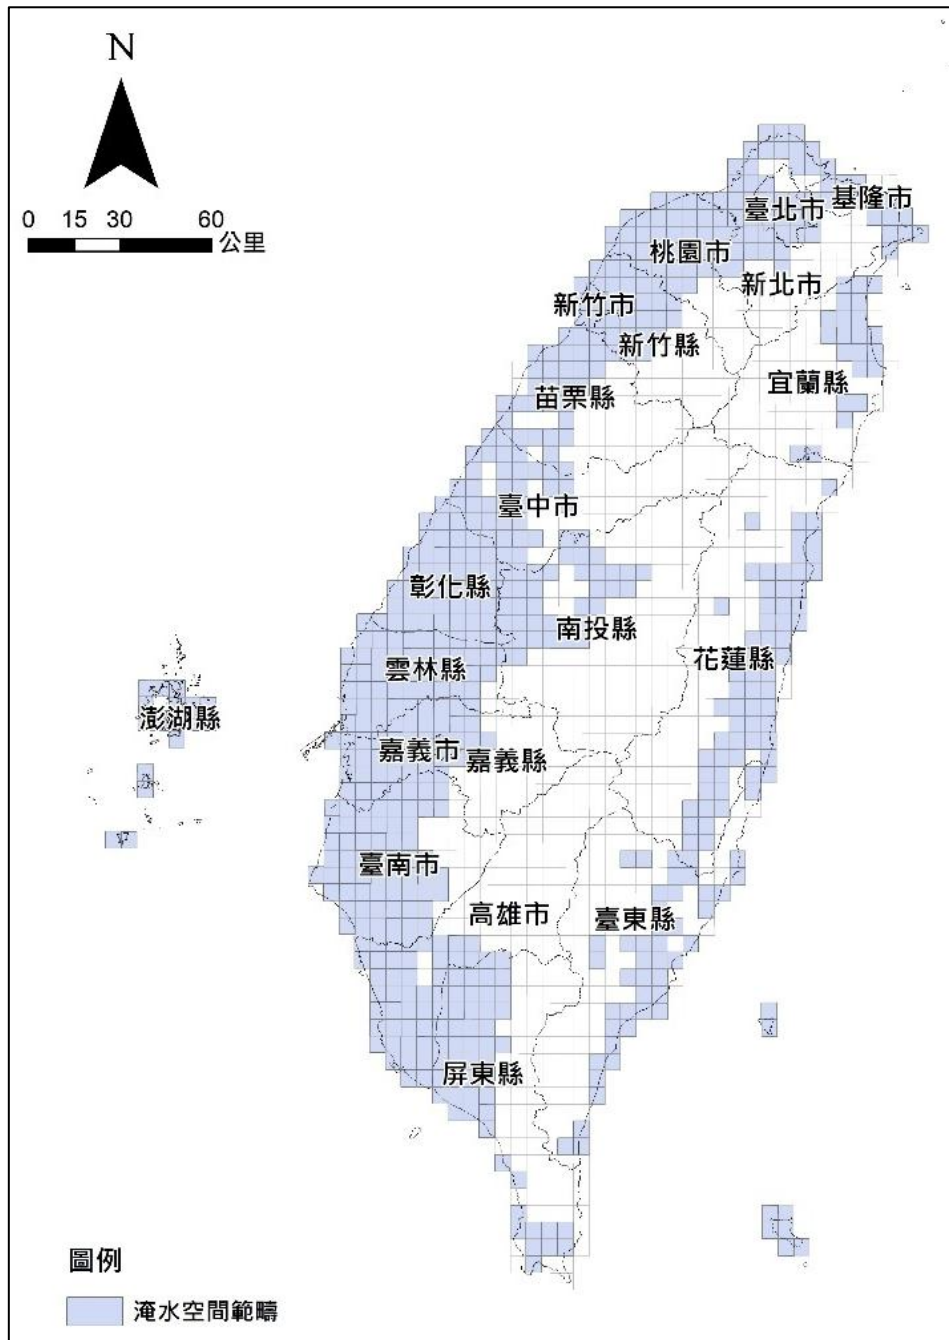 N
0 15 30 60
公里
基隆市
臺北市
桃園市
新北市
新竹市
新竹縣
宜蘭縣
苗栗縣
臺中市
彰化縣
南投縣
花蓮縣
雲林縣
澎湖縣
嘉義市
嘉義縣
臺南市
高雄市
臺東縣
屏東縣
圖例
淹水空間範疇